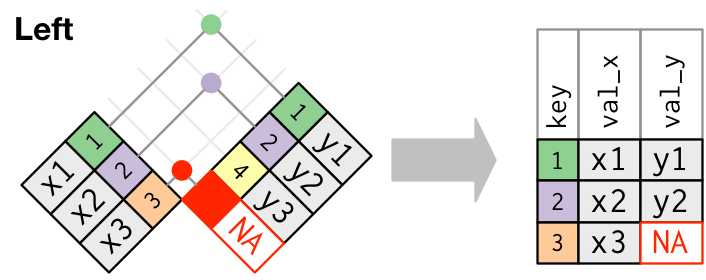 Left
1 x1
2 x2
3 x3
1 y1
2 y2
4 y3
NA
key val_x val_y
1 x1 y1
2 x2 y2
3 x3 NA